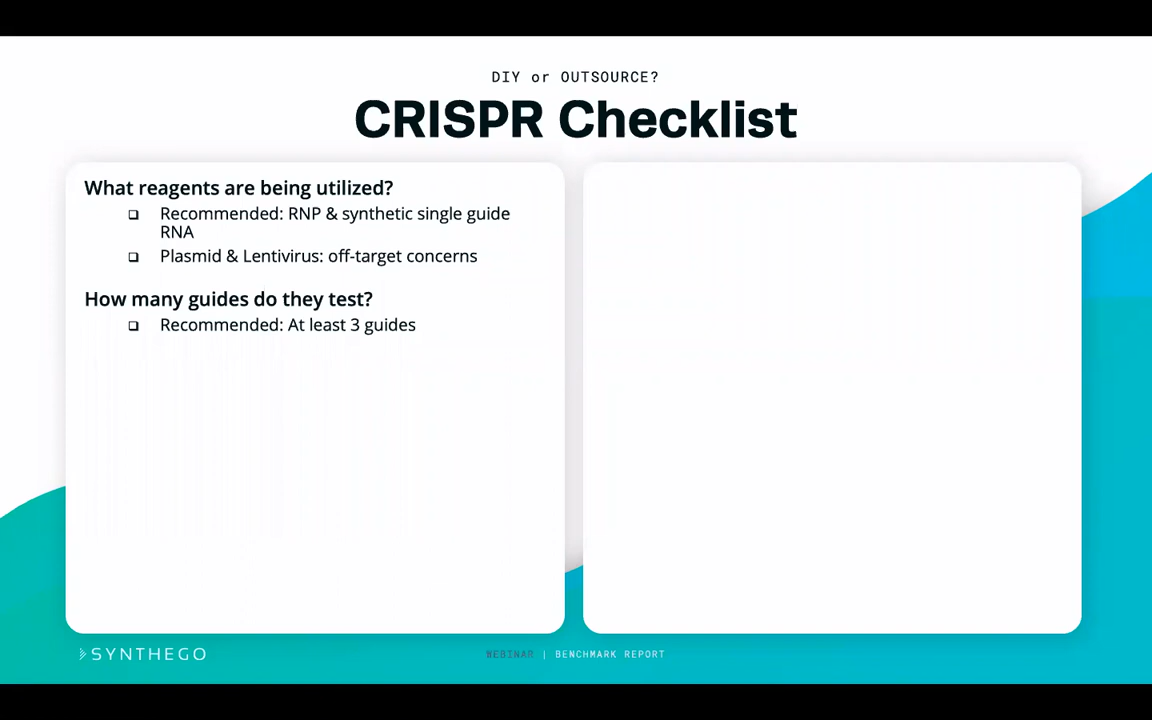 DIY or OUTSOURCE?
CRISPR Checklist
What reagents are being utilized?
❑ Recommended: RNP & synthetic single guide
RNA
❑ Plasmid & Lentivirus: off-target concerns
How many guides do they test?
❑ Recommended: At least 3 guides
SYNTHEGO
WEBINAR | BENCHMARK REPORT